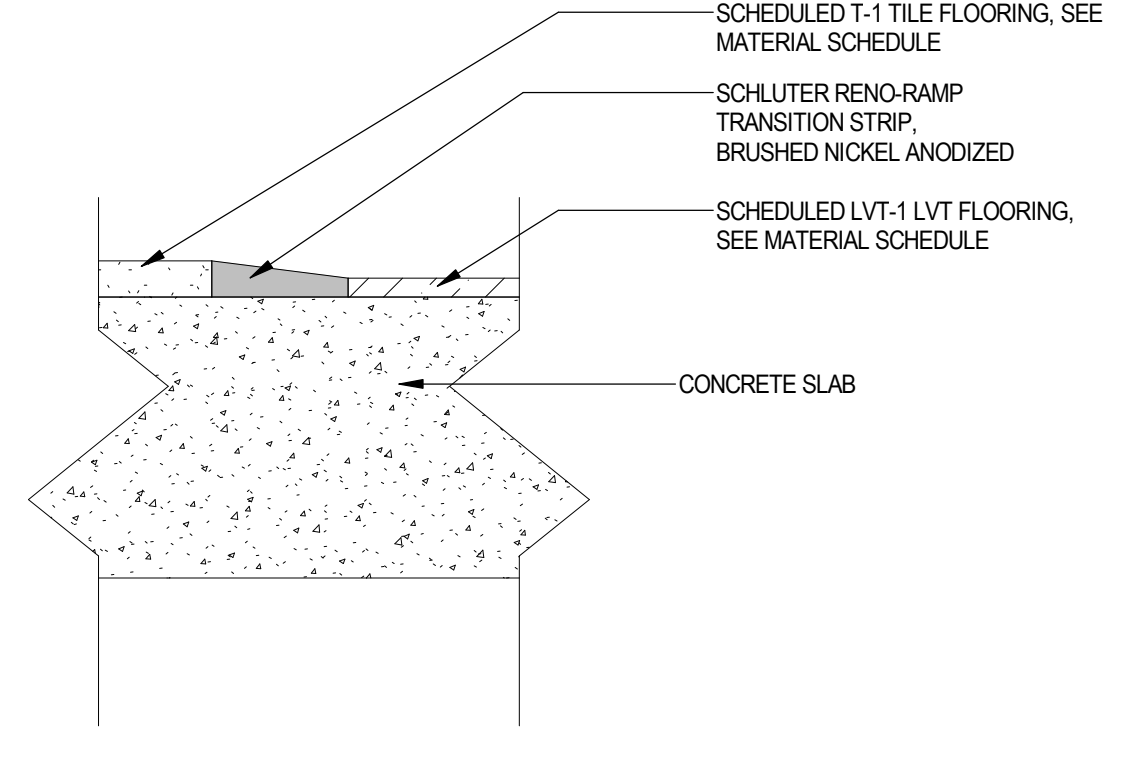 SCHEDULED T-1 TILE FLOORING, SEE
MATERIAL SCHEDULE
SCHLUTER RENO-RAMP
TRANSITION STRIP,
BRUSHED NICKEL ANODIZED
SCHEDULED LVT-1 LVT FLOORING,
SEE MATERIAL SCHEDULE
CONCRETE SLAB